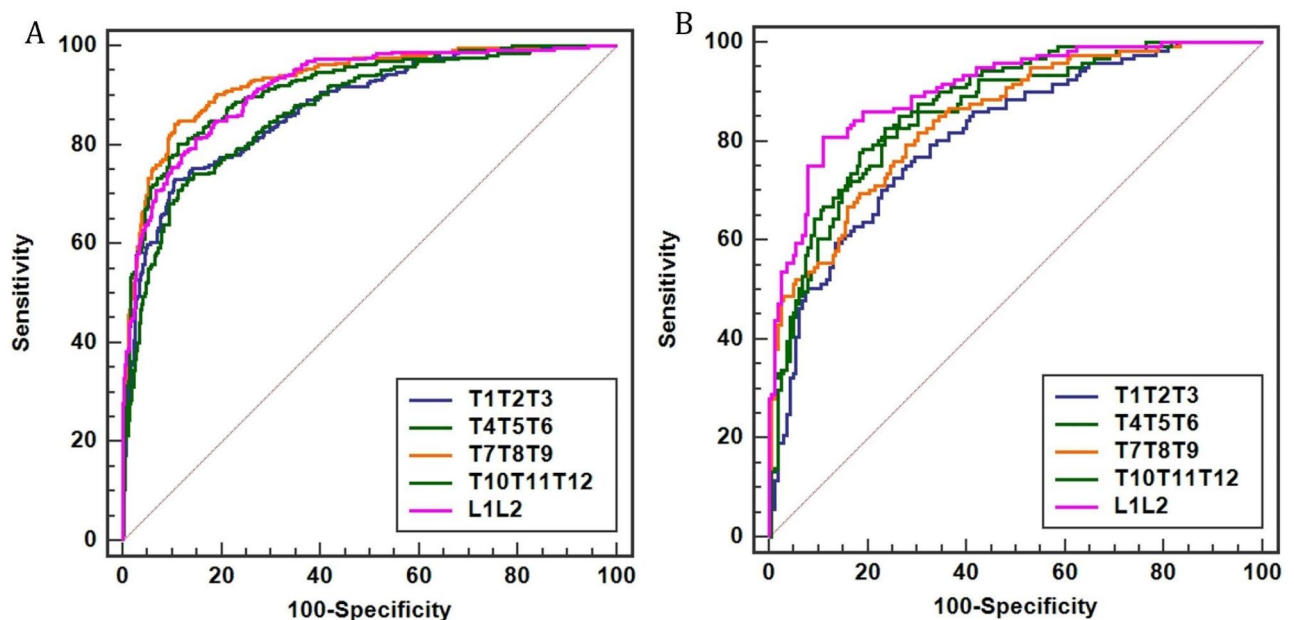 A
100
80
60
40
20
0
Sensitivity
0 20 40 60 80 100
100-Specificity
T1T2T3
T4T5T6
T7T8T9
T10T11T12
L1L2
B
100
80
60
40
20
0
Sensitivity
0 20 40 60 80 100
100-Specificity
T1T2T3
T4T5T6
T7T8T9
T10T11T12
L1L2